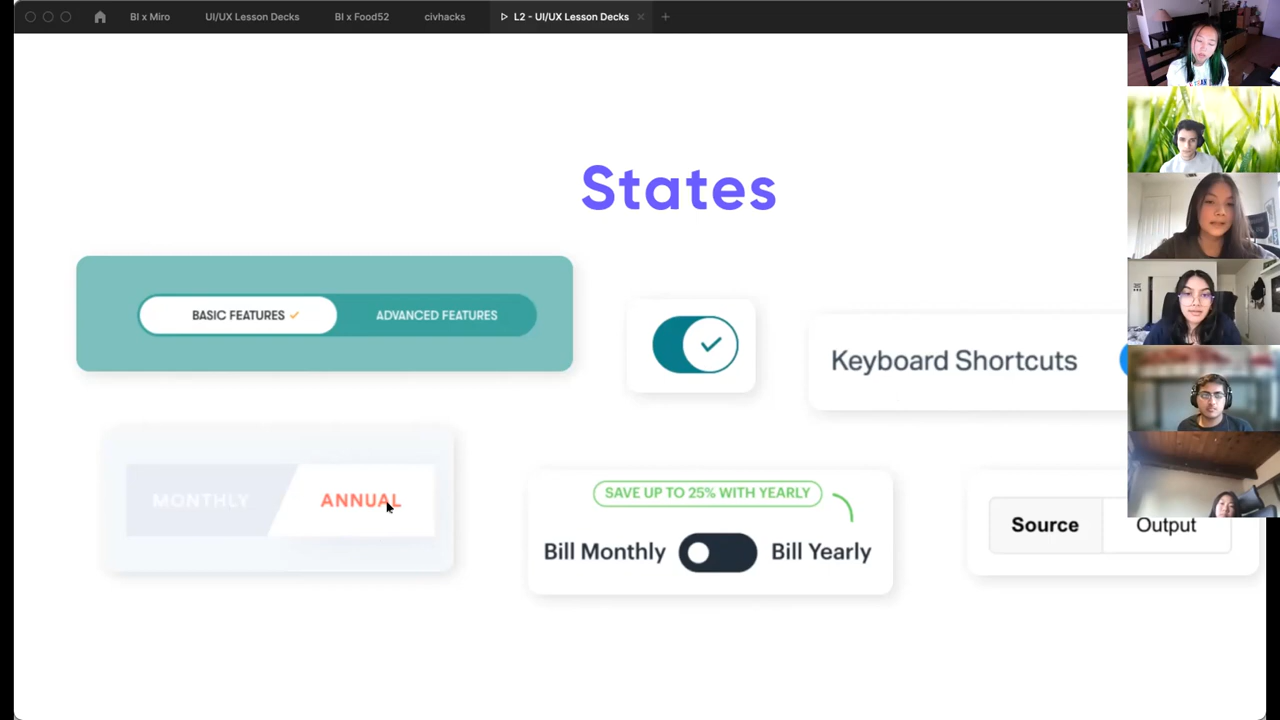 BI x Miro
UI/UX Lesson Decks
BI x Food52
civhacks
L2 - UI/UX Lesson Decks
States
BASIC FEATURES
ADVANCED FEATURES
Keyboard Shortcuts
MONTHLY
ANNUAL
SAVE UP TO 25% WITH YEARLY
Bill Monthly
Bill Yearly
Source
Output